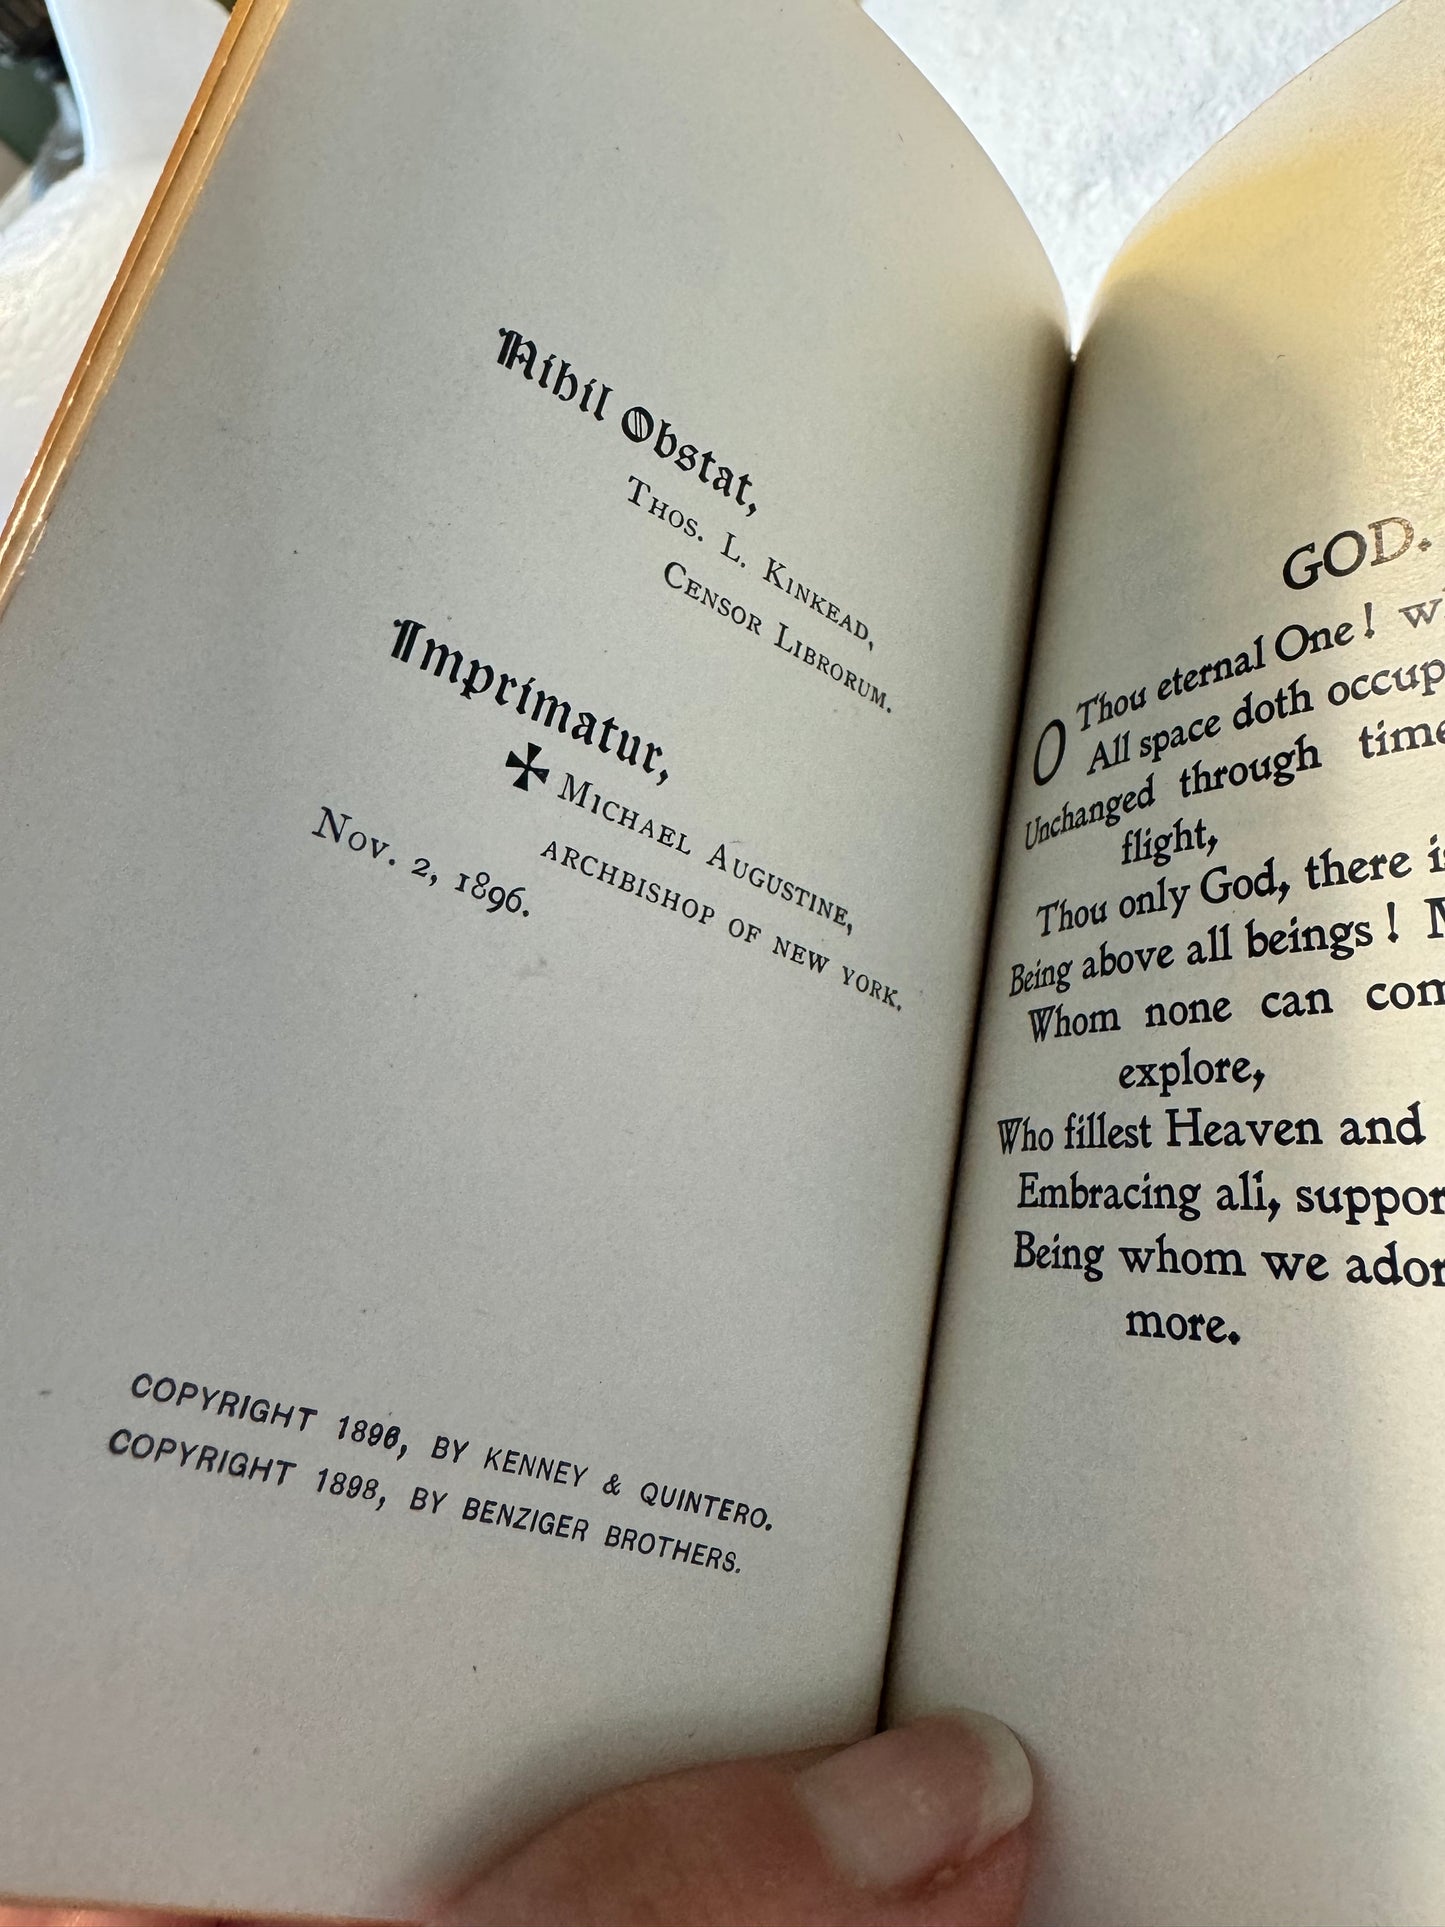 Nihil Obstat,
Thos. L. Kinkead,
Censor Librorum.
Imprimatur,
✠ Michael Augustine,
archbishop of new york.
Nov. 2, 1896.
COPYRIGHT 1896, BY KENNEY & QUINTERO.
COPYRIGHT 1898, BY BENZIGER BROTHERS.
GOD.
O Thou eternal One!
All space doth
Unchanged through
flight,
Thou only God, there
Being above all beings!
Whom none can
explore,
Who fillest Heaven and
Embracing all,
Being whom we
more.